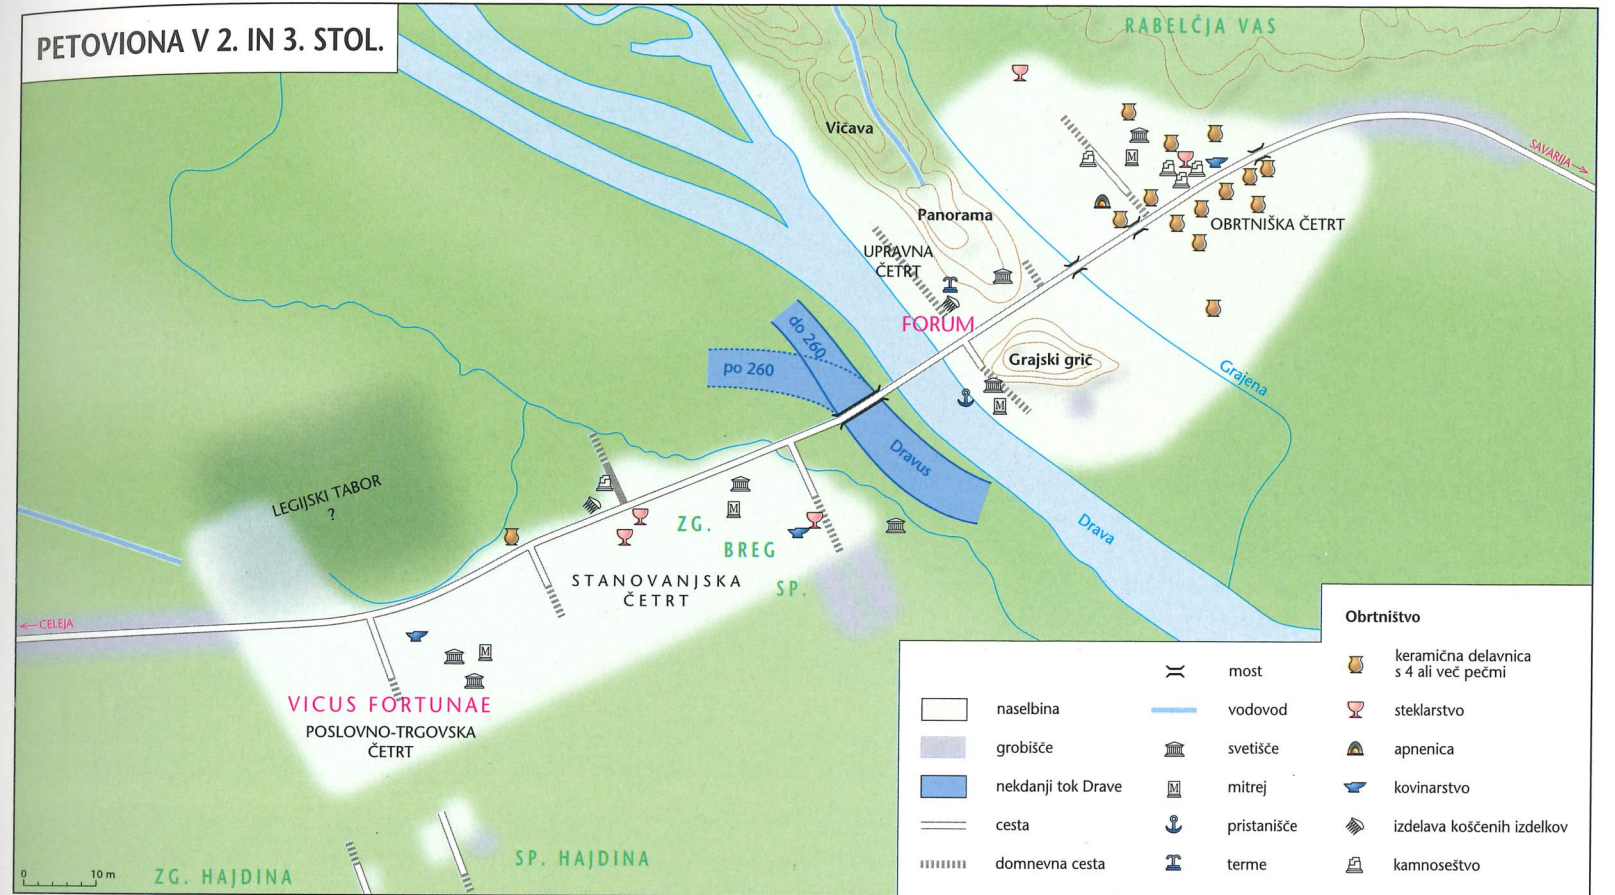 PETOVIONA V 2. IN 3. STOL.
RABELČJA VAS
Vičava
SAVARIJA
M
Panorama
OBRTNIŠKA ČETRT
UPRAVNA
ČETRT
FORUM
do 260
po 260
Grajski grič
M
Grajena
Dravus
LEGIJSKI TABOR
?
M
ZG.
BREG
SP.
Drava
STANOVANJSKA
ČETRT
CELEJA
M
VICUS FORTUNAE
POSLOVNO-TRGOVSKA
ČETRT
SP. HAJDINA
ZG. HAJDINA
0 10 m
naselbina
grobišče
nekdanji tok Drave
cesta
domnevna cesta
most
vodovod
svetišče
M mitrej
pristanišče
terme
Obrtništvo
keramična delavnica
s 4 ali več pečmi
steklarstvo
apnenica
kovinarstvo
izdelava koščenih izdelkov
kamnoseštvo